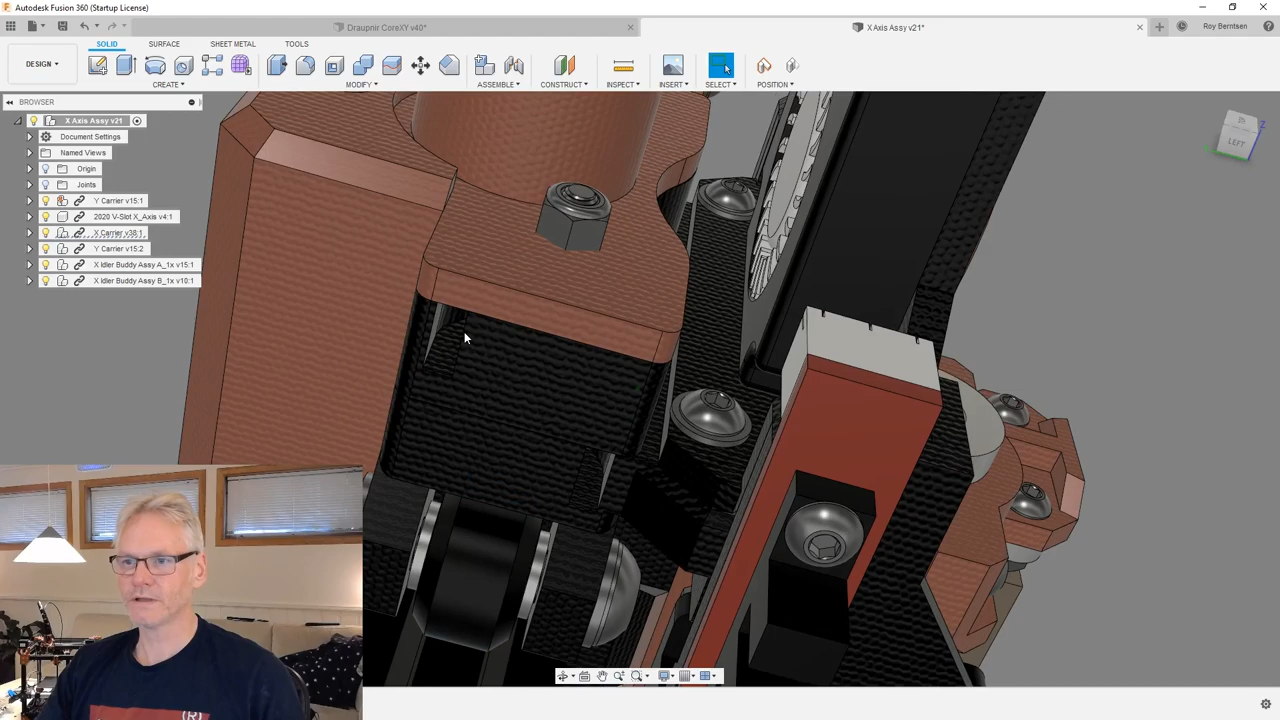 Autodesk Fusion 360 (Startup License)
Draupnir CoreXY v40*
X Axis Assy v21*
Roy Berntsen
SOLID SURFACE SHEET METAL TOOLS
DESIGN
CREATE MODIFY ASSEMBLE CONSTRUCT INSPECT INSERT SELECT POSITION
BROWSER
X Axis Assy v21
Document Settings
Named Views
Origin
Joints
Y Carrier v15:1
2020 V-Slot X_Axis v4:1
X Carrier v38:1
Y Carrier v15:2
X Idler Buddy Assy A_1x v15:1
X Idler Buddy Assy B_1x v10:1
LEFT
Z
(R)